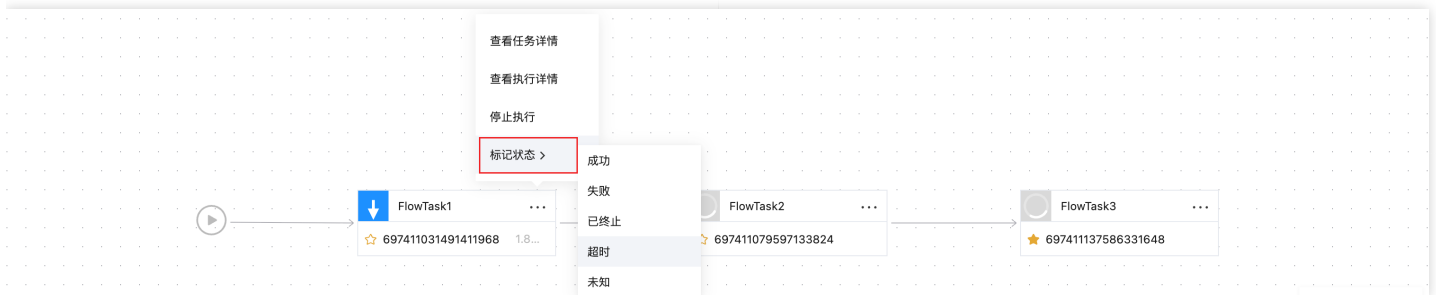 查看任务详情
查看执行详情
停止执行
标记状态 >
成功
失败
已终止
超时
未知
FlowTask1 ...
697411031491411968 1.8...
FlowTask2 ...
697411079597133824
FlowTask3 ...
697411137586331648